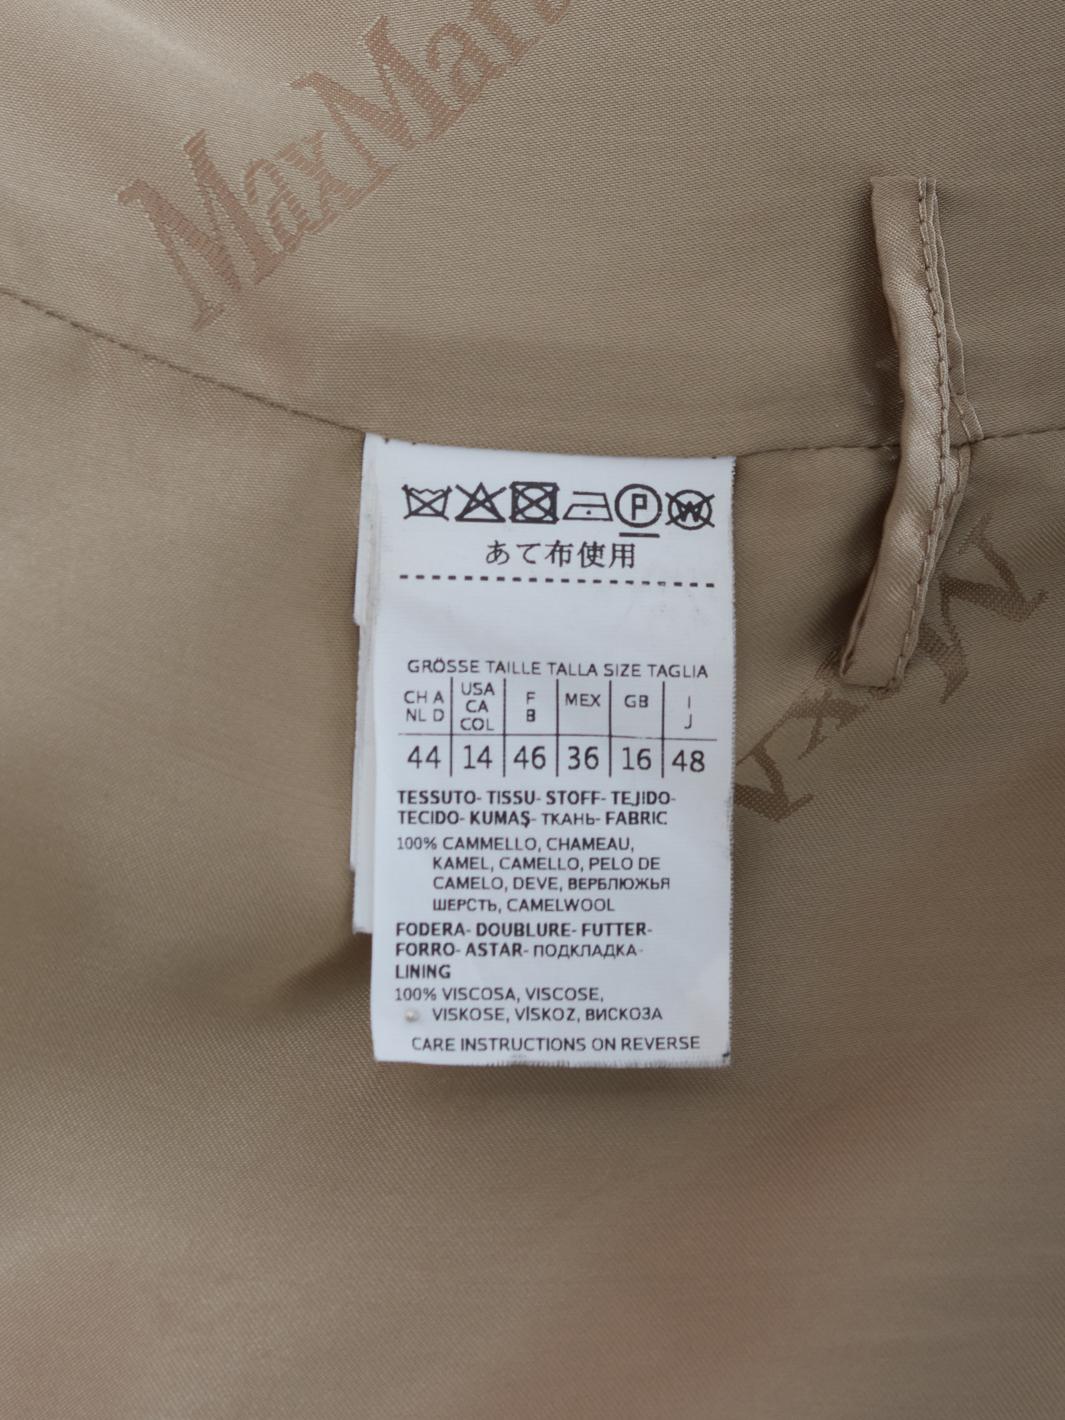 MaxMara
P W
あて布使用
GRÖSSE TAILLE TALLA SIZE TAGLIA
CH A NL D USA CA COL F B MEX GB I J
44 14 46 36 16 48
TESSUTO- TISSU- STOFF- TEJIDO-
TECIDO- KUMAŞ- ТКАНЬ- FABRIC
100% CAMMELLO, CHAMEAU,
KAMEL, CAMELLO, PELO DE
CAMELO, DEVE, ВЕРБЛЮЖЬЯ
ШЕРСТЬ, CAMELWOOL
FODERA- DOUBLURE- FUTTER-
FORRO- ASTAR- ПОДКЛАДКА-
LINING
100% VISCOSA, VISCOSE,
VISKOSE, VİSKOZ, ВИСКОЗА
CARE INSTRUCTIONS ON REVERSE